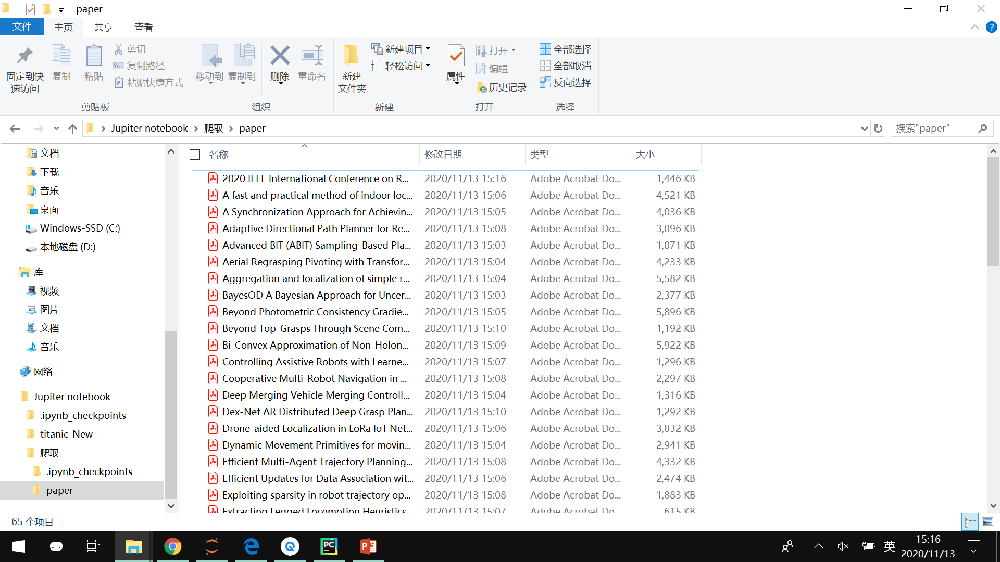 paper
文件 主页 共享 查看
固定到快速访问
复制
粘贴
剪切
复制路径
粘贴快捷方式
剪贴板
移动到
复制到
删除
重命名
组织
新建文件夹
新建项目
轻松访问
新建
属性
打开
编辑
历史记录
打开
全部选择
全部取消
反向选择
选择
Jupiter notebook 爬取 paper
搜索"paper"
文档
下载
音乐
桌面
Windows-SSD (C:)
本地磁盘 (D:)
库
视频
图片
文档
音乐
网络
Jupiter notebook
.ipynb_checkpoints
titanic_New
爬取
.ipynb_checkpoints
paper
名称 修改日期 类型 大小
2020 IEEE International Conference on R... 2020/11/13 15:16 Adobe Acrobat Do... 1,446 KB
A fast and practical method of indoor loc... 2020/11/13 15:06 Adobe Acrobat Do... 4,521 KB
A Synchronization Approach for Achievin... 2020/11/13 15:05 Adobe Acrobat Do... 4,036 KB
Adaptive Directional Path Planner for Re... 2020/11/13 15:08 Adobe Acrobat Do... 3,096 KB
Advanced BIT (ABIT) Sampling-Based Pla... 2020/11/13 15:03 Adobe Acrobat Do... 1,071 KB
Aerial Regrasping Pivoting with Transfor... 2020/11/13 15:04 Adobe Acrobat Do... 4,233 KB
Aggregation and localization of simple r... 2020/11/13 15:04 Adobe Acrobat Do... 5,582 KB
BayesOD A Bayesian Approach for Uncer... 2020/11/13 15:03 Adobe Acrobat Do... 2,377 KB
Beyond Photometric Consistency Gradie... 2020/11/13 15:05 Adobe Acrobat Do... 5,896 KB
Beyond Top-Grasps Through Scene Com... 2020/11/13 15:10 Adobe Acrobat Do... 1,192 KB
Bi-Convex Approximation of Non-Holon... 2020/11/13 15:09 Adobe Acrobat Do... 5,922 KB
Controlling Assistive Robots with Learne... 2020/11/13 15:07 Adobe Acrobat Do... 1,296 KB
Cooperative Multi-Robot Navigation in ... 2020/11/13 15:08 Adobe Acrobat Do... 2,297 KB
Deep Merging Vehicle Merging Controll... 2020/11/13 15:04 Adobe Acrobat Do... 1,316 KB
Dex-Net AR Distributed Deep Grasp Plan... 2020/11/13 15:10 Adobe Acrobat Do... 1,292 KB
Drone-aided Localization in LoRa IoT Net... 2020/11/13 15:06 Adobe Acrobat Do... 3,832 KB
Dynamic Movement Primitives for movin... 2020/11/13 15:04 Adobe Acrobat Do... 2,941 KB
Efficient Multi-Agent Trajectory Planning... 2020/11/13 15:08 Adobe Acrobat Do... 4,332 KB
Efficient Updates for Data Association wit... 2020/11/13 15:06 Adobe Acrobat Do... 2,474 KB
Exploiting sparsity in robot trajectory op... 2020/11/13 15:08 Adobe Acrobat Do... 1,883 KB
Extracting Legged Locomotion Heuristics 2020/11/13 15:07 Adobe Acrobat Do... 615 KB
65 个项目
PC
英
15:16
2020/11/13